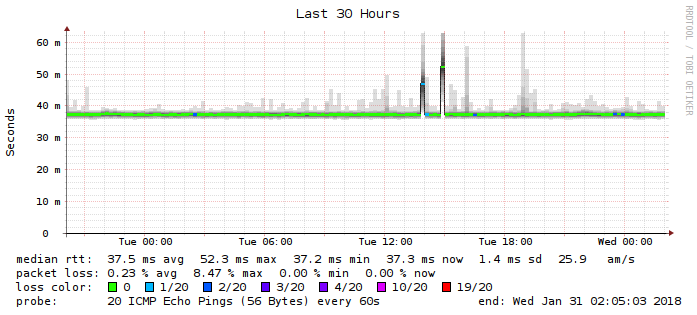 Last 30 Hours
RRDTOOL / TOBI OETIKER
Seconds
60 m
50 m
40 m
30 m
20 m
10 m
0
Tue 00:00 Tue 06:00 Tue 12:00 Tue 18:00 Wed 00:00
median rtt: 37.5 ms avg 52.3 ms max 37.2 ms min 37.3 ms now 1.4 ms sd 25.9 am/s
packet loss: 0.23 % avg 8.47 % max 0.00 % min 0.00 % now
loss color: 0 1/20 2/20 3/20 4/20 10/20 19/20
probe: 20 ICMP Echo Pings (56 Bytes) every 60s end: Wed Jan 31 02:05:03 2018